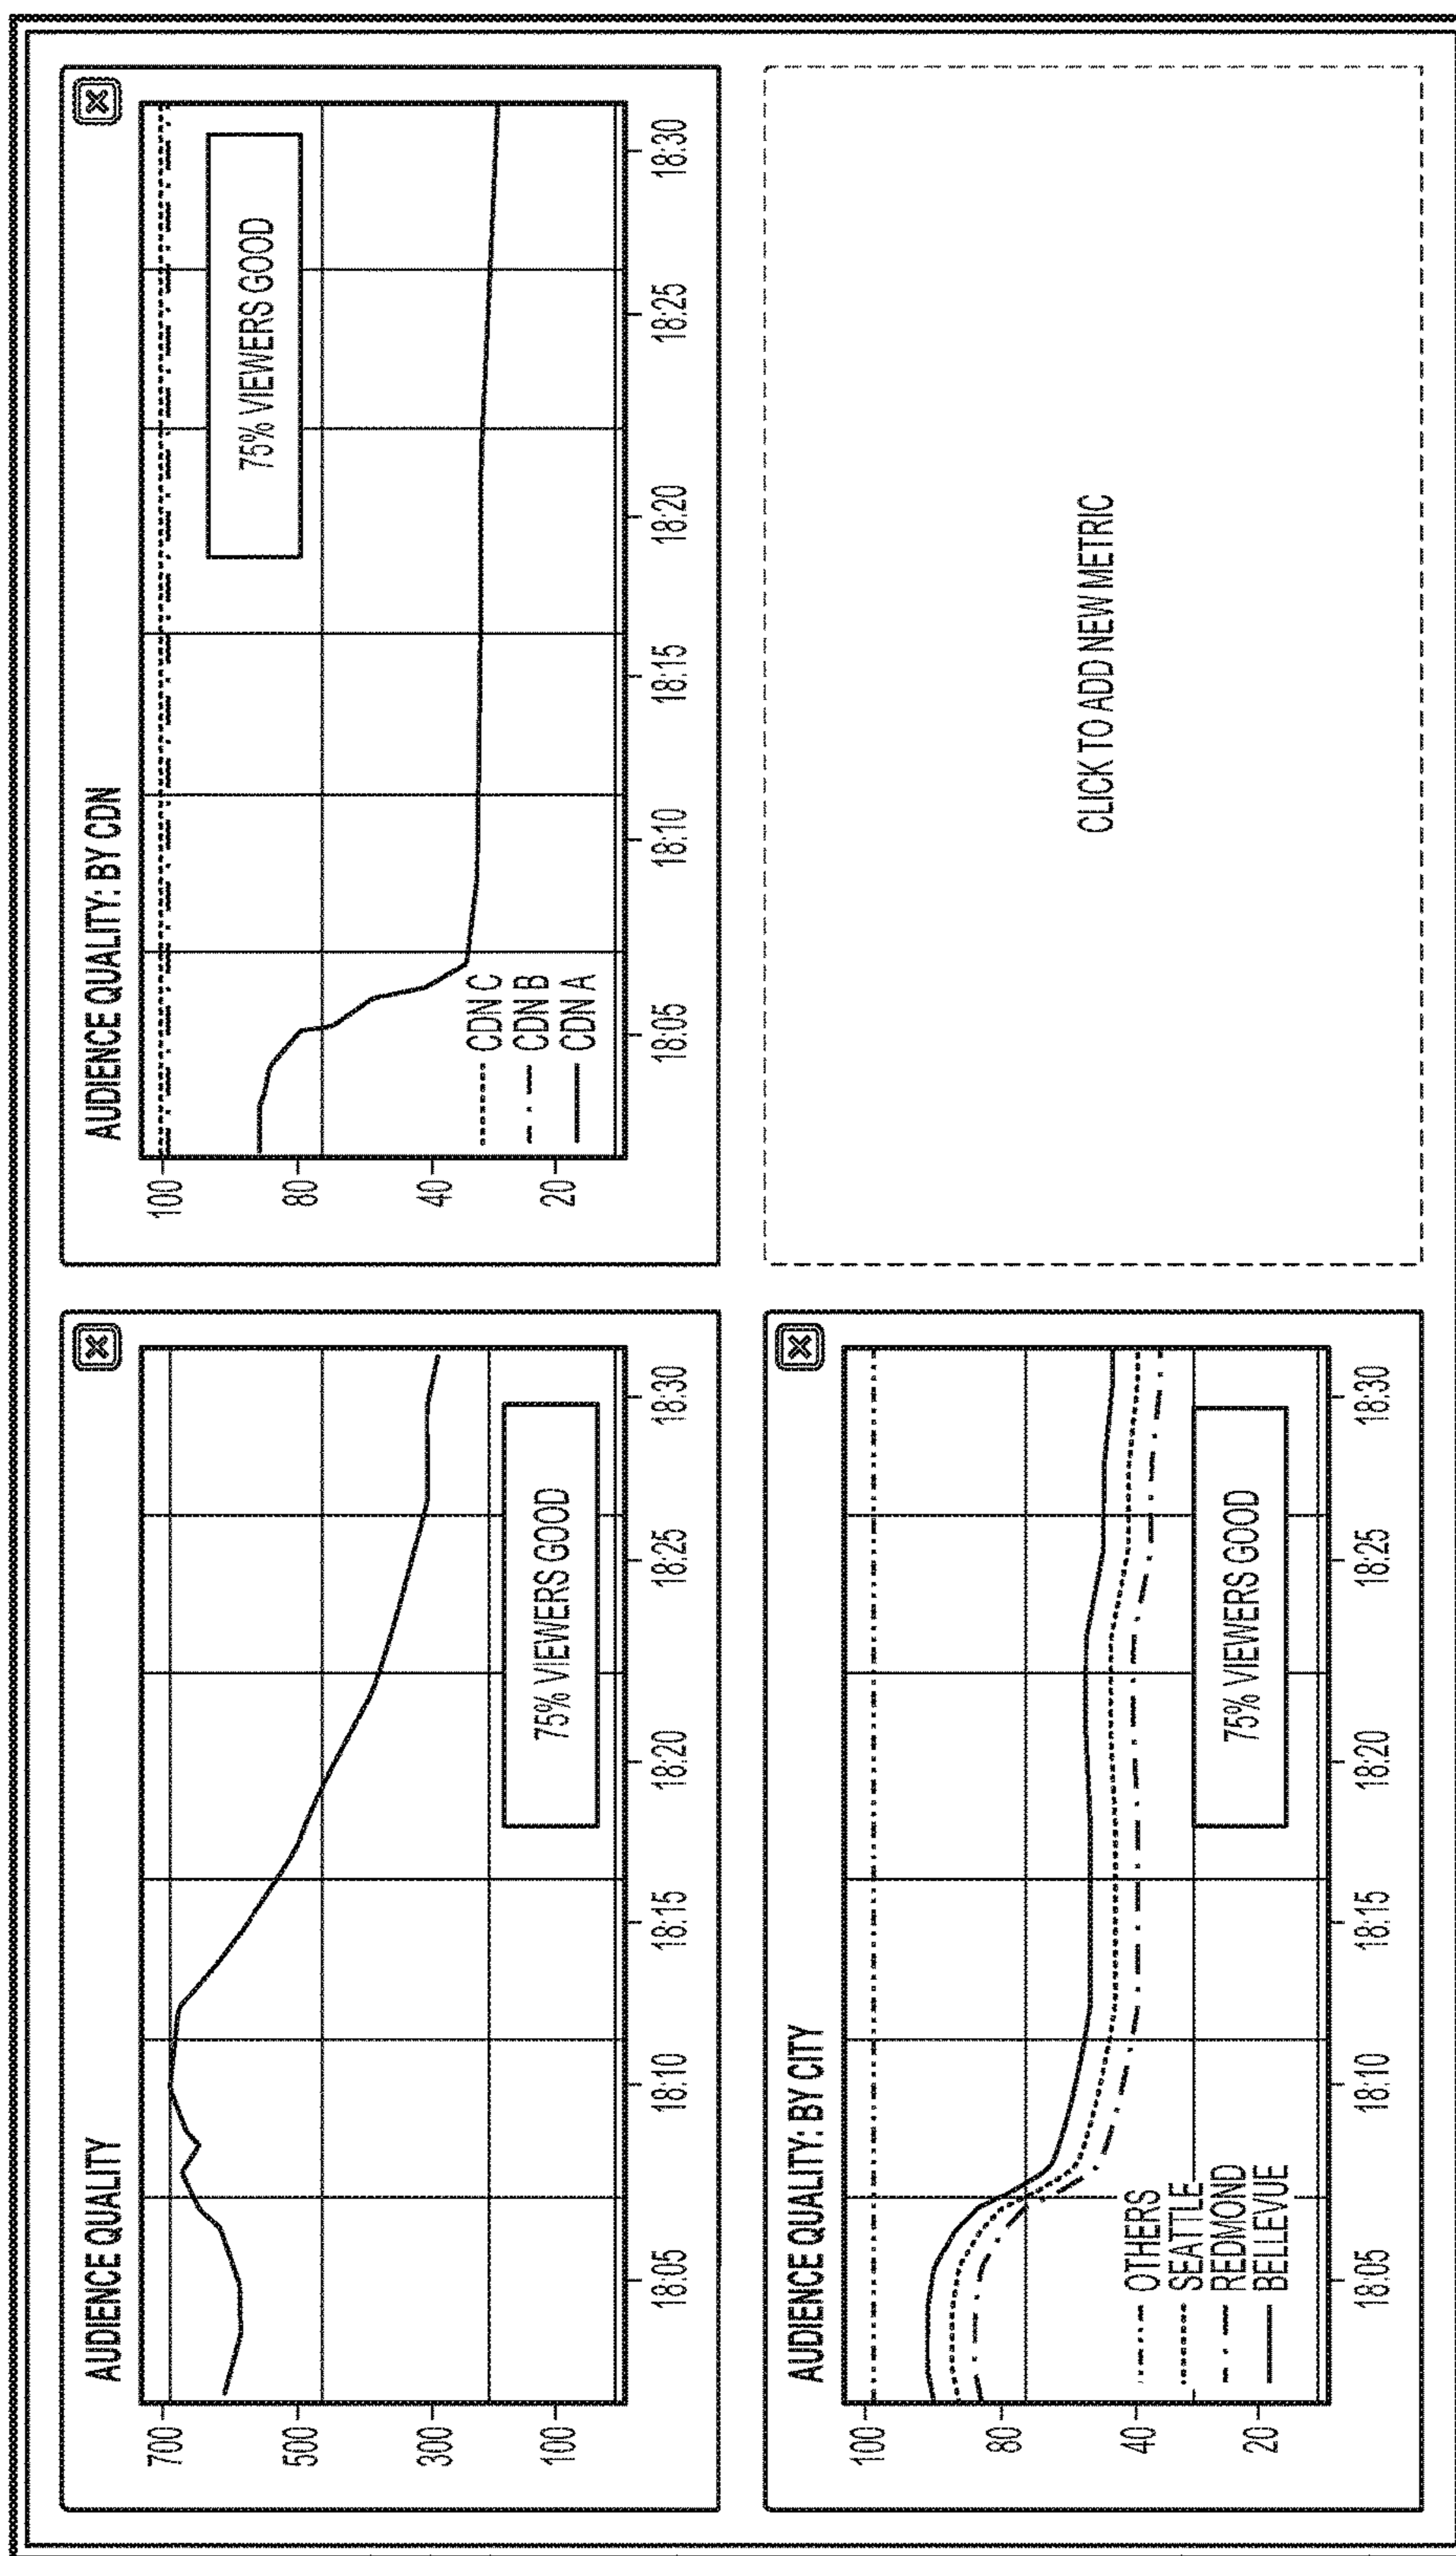 AUDIENCE QUALITY
700
500
300
100
75% VIEWERS GOOD
18:05
18:10
18:15
18:20
18:25
18:30
AUDIENCE QUALITY: BY CDN
100
80
40
20
75% VIEWERS GOOD
CDN C
CDN B
CDN A
18:05
18:10
18:15
18:20
18:25
18:30
AUDIENCE QUALITY: BY CITY
100
80
40
20
OTHERS
SEATTLE
REDMOND
BELLEVUE
75% VIEWERS GOOD
18:05
18:10
18:15
18:20
18:25
18:30
CLICK TO ADD NEW METRIC